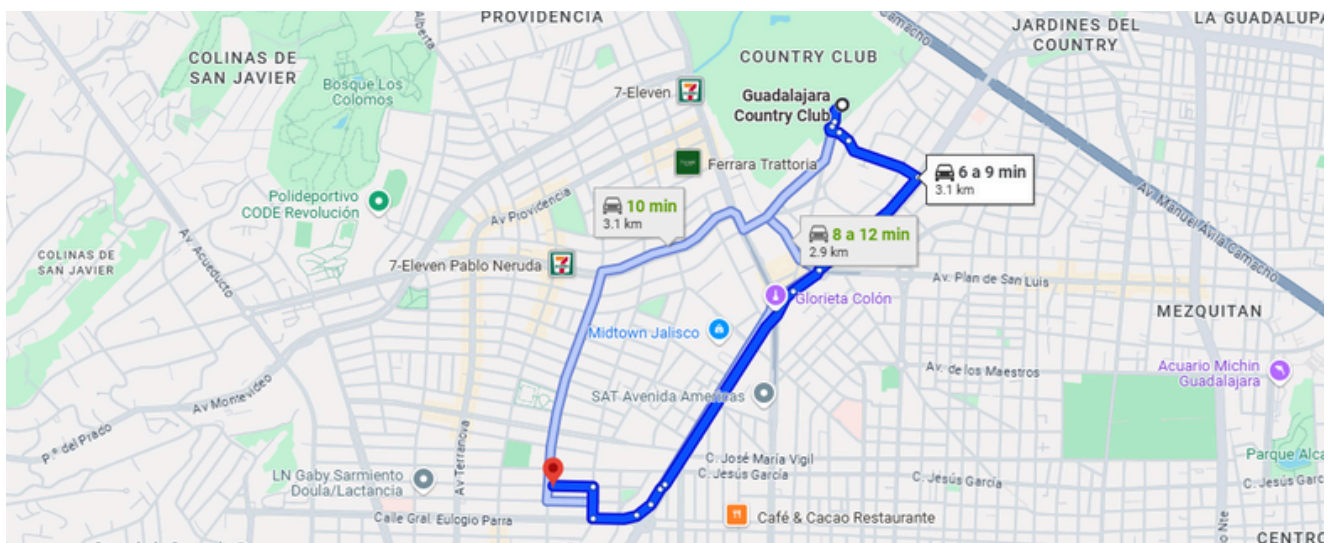 PROVIDENCIA
JARDINES DEL
COUNTRY
LA GUADALUPA
COLINAS DE
SAN JAVIER
Alberta
Camacho
COUNTRY CLUB
Bosque Los
Colomos
7-Eleven
Guadalajara
Country Club
Ferrara Trattoria
6 a 9 min
3.1 km
Av. Manuel Ávila Camacho
Polideportivo
CODE Revolución
Av Providencia
10 min
3.1 km
8 a 12 min
2.9 km
Av Acueducto
COLINAS DE
SAN JAVIER
7-Eleven Pablo Neruda
Av. Plan de San Luis
Glorieta Colón
MEZQUITAN
Midtown Jalisco
Av. de los Maestros
Acuario Michin
Guadalajara
SAT Avenida Americas
Av Montevideo
P.º del Prado
Av Terranova
C. José María Vigil
C. Jesús García
Parque Alca
LN Gaby Sarmiento
Doula/Lactancia
C. Jesús García
C. Jesús García
Calle Gral. Eulogio Parra
Café & Cacao Restaurante
Nte
CENTRO